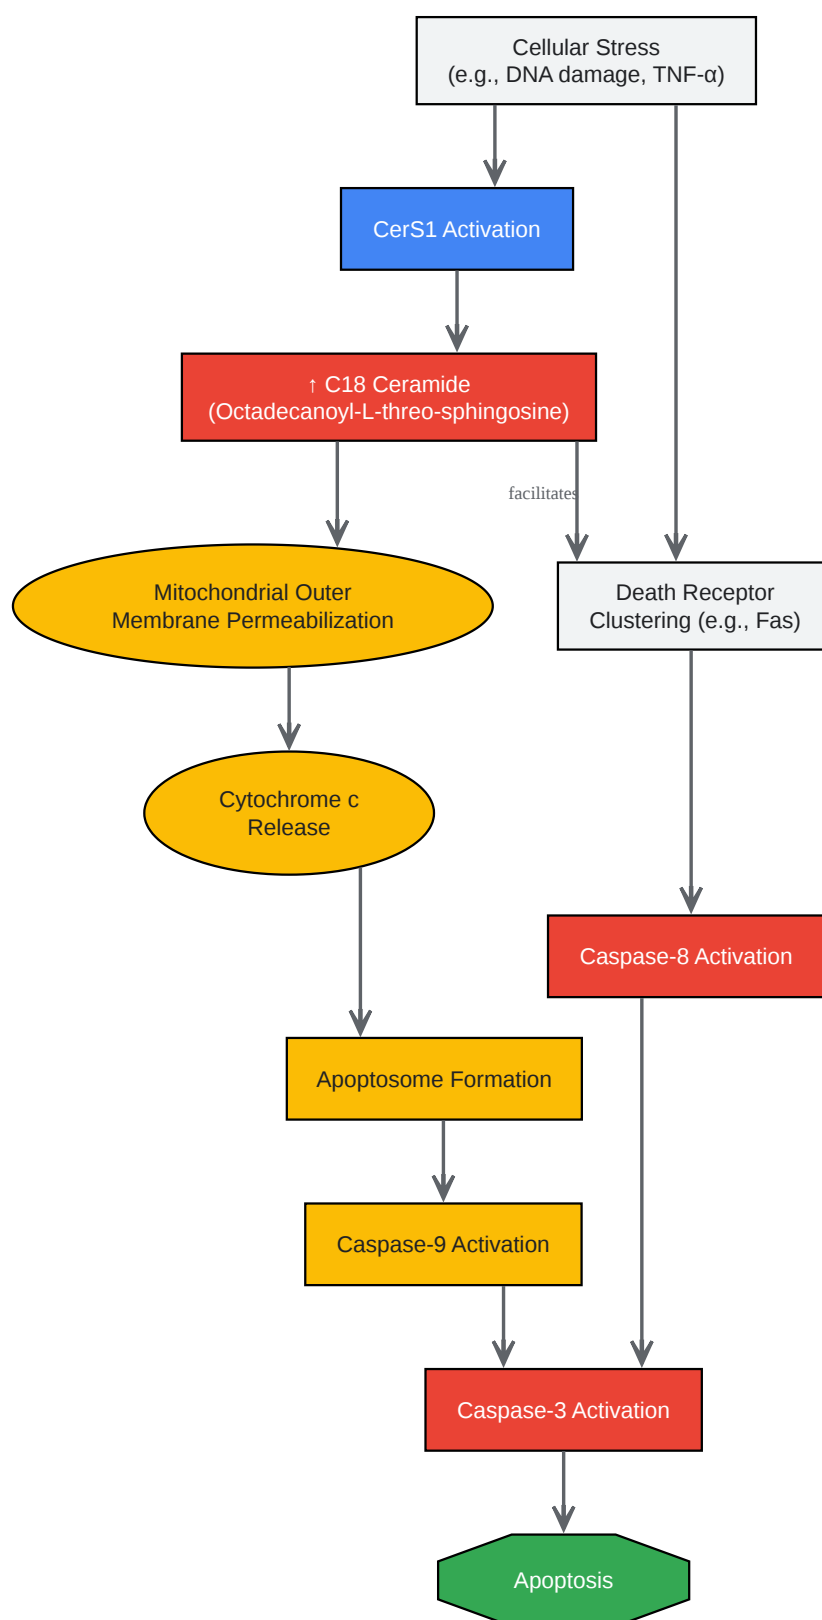 Cellular Stress
(e.g., DNA damage, TNF-α)
CerS1 Activation
↑ C18 Ceramide
(Octadecanoyl-L-threo-sphingosine)
facilitates
Mitochondrial Outer
Membrane Permeabilization
Death Receptor
Clustering (e.g., Fas)
Cytochrome c
Release
Caspase-8 Activation
Apoptosome Formation
Caspase-9 Activation
Caspase-3 Activation
Apoptosis